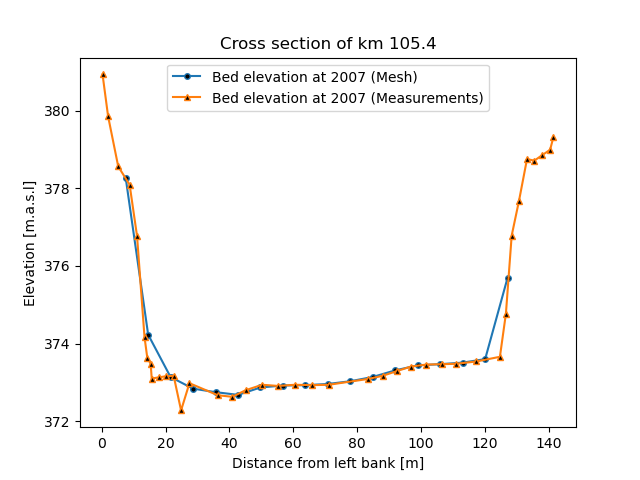 Cross section of km 105.4
Bed elevation at 2007 (Mesh)
Bed elevation at 2007 (Measurements)
Elevation [m.a.s.l]
380
378
376
374
372
0 20 40 60 80 100 120 140
Distance from left bank [m]